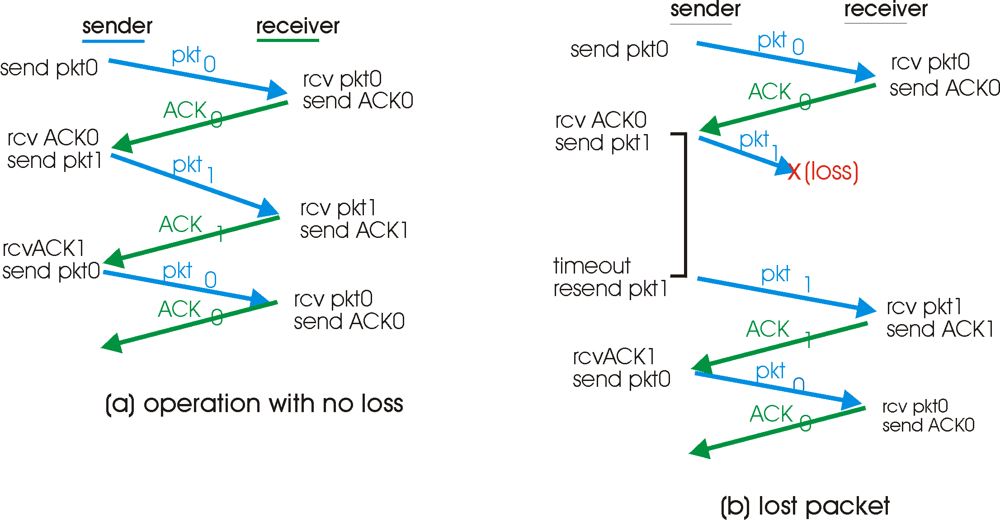 sender
receiver
send pkt0
pkt 0
rcv pkt0
send ACK0
ACK 0
rcv ACK0
send pkt1
pkt 1
rcv pkt1
send ACK1
ACK 1
rcvACK1
send pkt0
pkt 0
rcv pkt0
send ACK0
ACK 0
(a) operation with no loss
sender
receiver
send pkt0
pkt 0
rcv pkt0
send ACK0
ACK 0
rcv ACK0
send pkt1
pkt 1
X (loss)
timeout
resend pkt1
pkt 1
rcv pkt1
send ACK1
ACK 1
rcvACK1
send pkt0
pkt 0
rcv pkt0
send ACK0
ACK 0
(b) lost packet